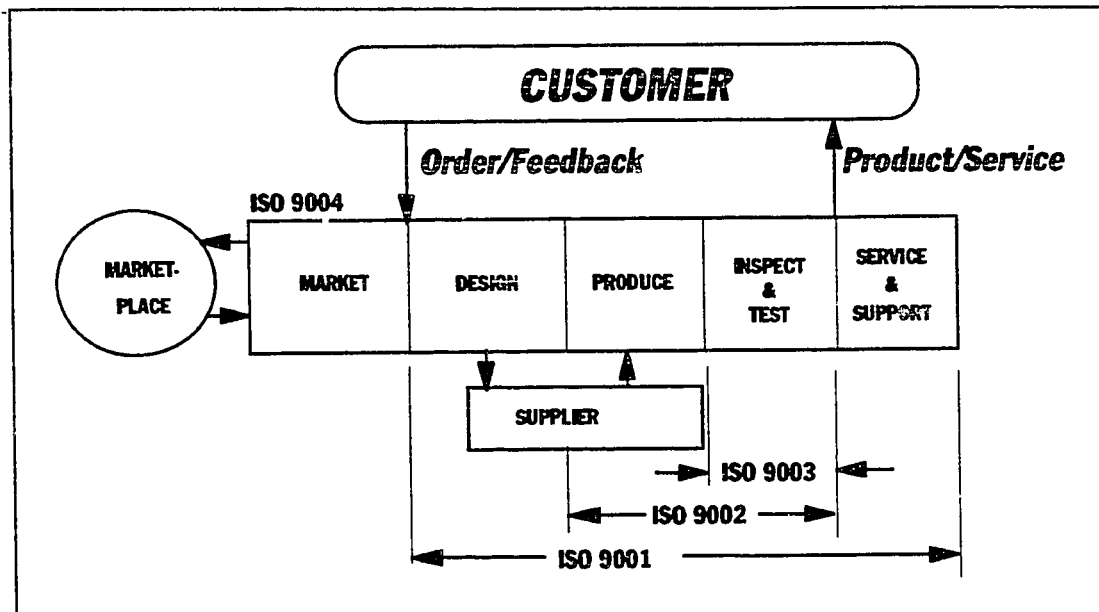 CUSTOMER
Order/Feedback
Product/Service
ISO 9004
MARKET-
PLACE
MARKET
DESIGN
PRODUCE
INSPECT
&
TEST
SERVICE
&
SUPPORT
SUPPLIER
ISO 9003
ISO 9002
ISO 9001